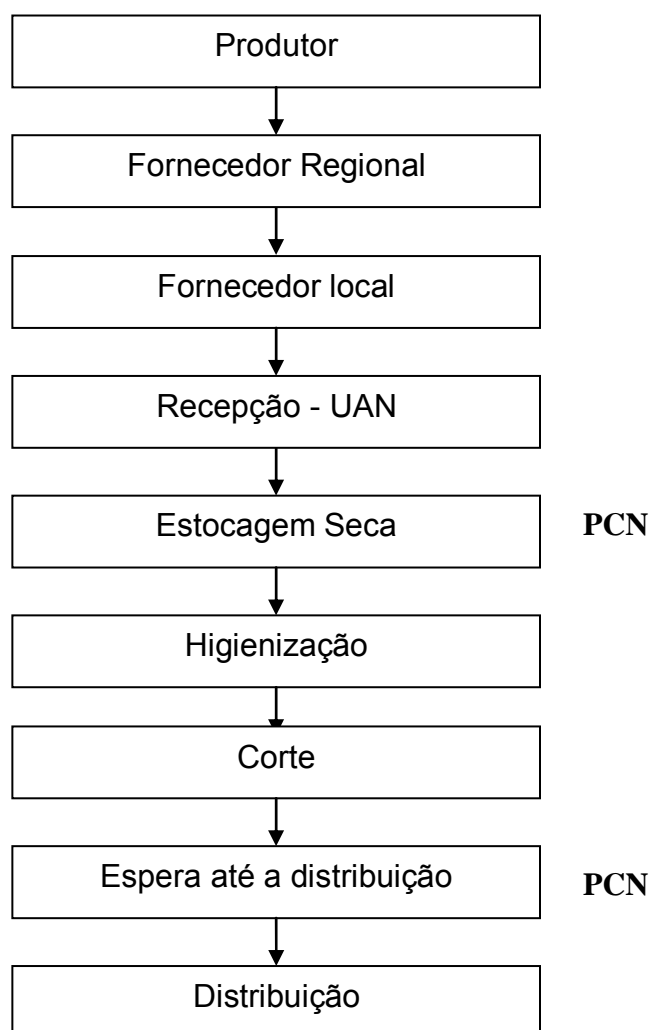 Produtor
Fornecedor Regional
Fornecedor local
Recepção - UAN
Estocagem Seca PCN
Higienização
Corte
Espera até a distribuição PCN
Distribuição